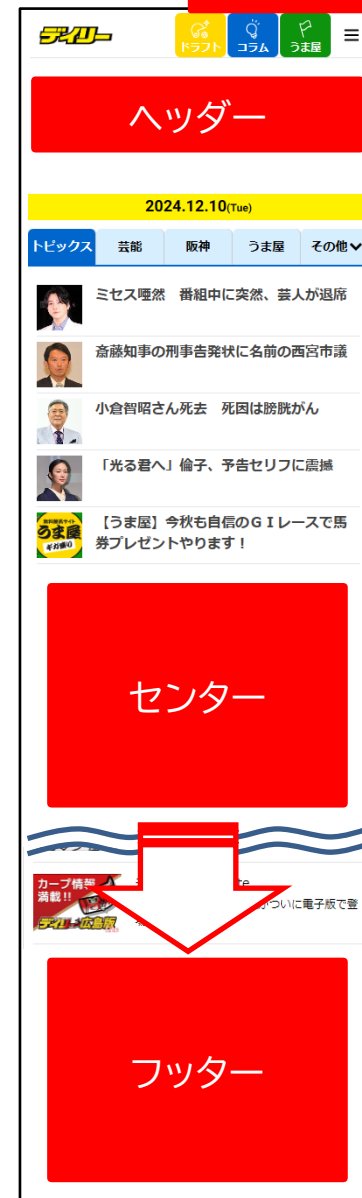 デイリー
ドラフト
コラム
うま屋
ヘッダー
2024.12.10(Tue)
トピックス
芸能
阪神
うま屋
その他
ミセス唖然 番組中に突然、芸人が退席
斎藤知事の刑事告発状に名前の西宮市議
小倉智昭さん死去 死因は膀胱がん
「光る君へ」倫子、予告セリフに震撼
うま屋
【うま屋】今秋も自信のGIレースで馬
券プレゼントやります!
センター
カープ情報
満載!!
デイリー広島版
ついに電子版で登
フッター